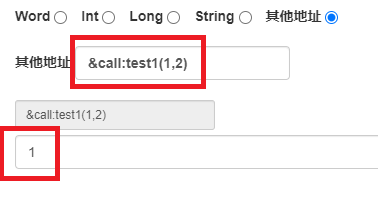 Word Int Long String 其他地址
其他地址 &call:test1(1,2)
&call:test1(1,2)
1